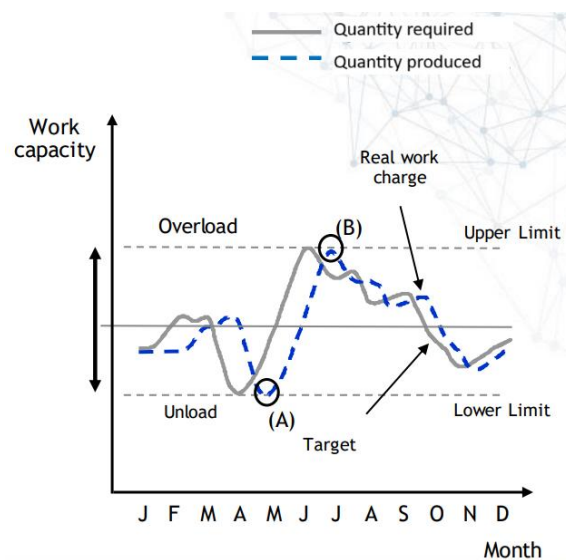 Quantity required
Quantity produced
Work
capacity
Real work
charge
Overload
(B)
Upper Limit
Unload
(A)
Lower Limit
Target
J F M A M J J A S O N D
Month